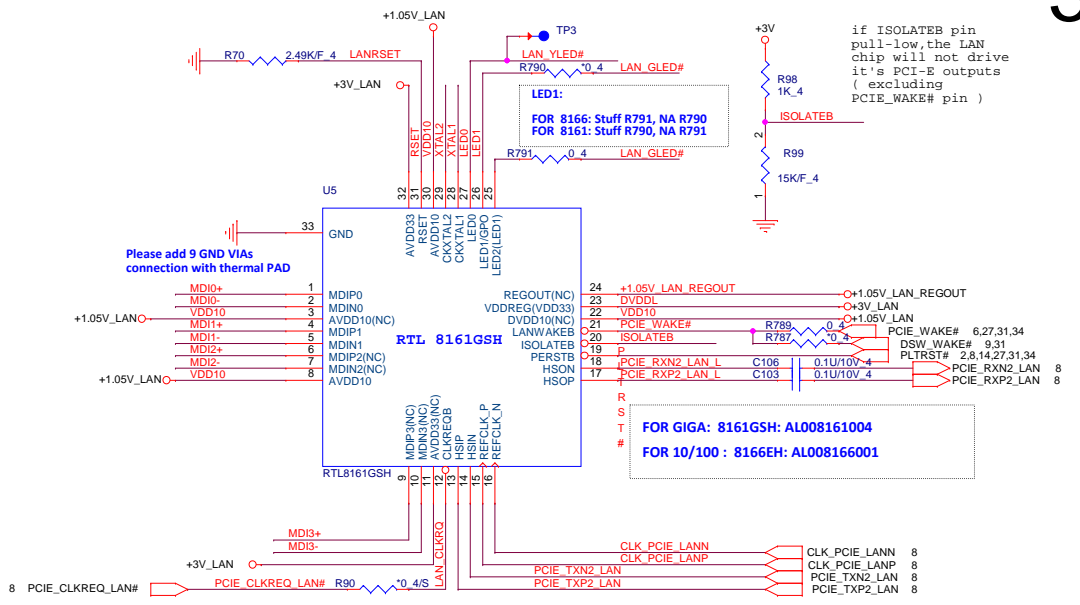 +1.05V_LAN
TP3
+3V
if ISOLATEB pin
pull-low,the LAN
chip will not drive
it's PCI-E outputs
( excluding
PCIE_WAKE# pin )
R70
2.49K/F_4
LANRSET
LAN_YLED#
R790
*0_4
LAN_GLED#
+3V_LAN
R98
1K_4
LED1:
FOR 8166: Stuff R791, NA R790
FOR 8161: Stuff R790, NA R791
ISOLATEB
2
RSET
VDD10
XTAL2
XTAL1
LED0
LED1
R791
0_4
LAN_GLED#
R99
15K/F_4
1
U5
32
31
30
29
28
27
26
25
33
GND
AVDD33
RSET
AVDD10
CKXTAL2
CKXTAL1
LED0
LED1/GPO
LED2(LED1)
Please add 9 GND VIAs
connection with thermal PAD
MDI0+
1
MDIP0
MDI0-
2
MDIN0
+1.05V_LAN
VDD10
3
AVDD10(NC)
MDI1+
4
MDIP1
MDI1-
5
MDIN1
MDI2+
6
MDIP2(NC)
MDI2-
7
MDIN2(NC)
+1.05V_LAN
VDD10
8
AVDD10
RTL 8161GSH
REGOUT(NC)
24
+1.05V_LAN_REGOUT
+1.05V_LAN_REGOUT
VDDREG(VDD33)
23
DVDDL
+3V_LAN
DVDD10(NC)
22
VDD10
+1.05V_LAN
LANWAKEB
21
PCIE_WAKE#
R789
0_4
PCIE_WAKE# 6,27,31,34
ISOLATEB
20
ISOLATEB
R787
*0_4
DSW_WAKE# 9,31
PERSTB
19
PLTRST#
PLTRST# 2,8,14,27,31,34
HSON
18
PCIE_RXN2_LAN_L
C106
0.1U/10V_4
PCIE_RXN2_LAN 8
HSOP
17
PCIE_RXP2_LAN_L
C103
0.1U/10V_4
PCIE_RXP2_LAN 8
FOR GIGA: 8161GSH: AL008161004
FOR 10/100 : 8166EH: AL008166001
MDIP3(NC)
MDIN3(NC)
AVDD33(NC)
CLKREQB
HSIP
HSIN
REFCLK_P
REFCLK_N
RTL8161GSH
9
10
11
12
13
14
15
16
MDI3+
MDI3-
+3V_LAN
LAN_CLKRQ
8 PCIE_CLKREQ_LAN#
PCIE_CLKREQ_LAN#
R90
*0_4/S
CLK_PCIE_LANN
CLK_PCIE_LANN 8
CLK_PCIE_LANP
CLK_PCIE_LANP 8
PCIE_TXN2_LAN
PCIE_TXN2_LAN 8
PCIE_TXP2_LAN
PCIE_TXP2_LAN 8